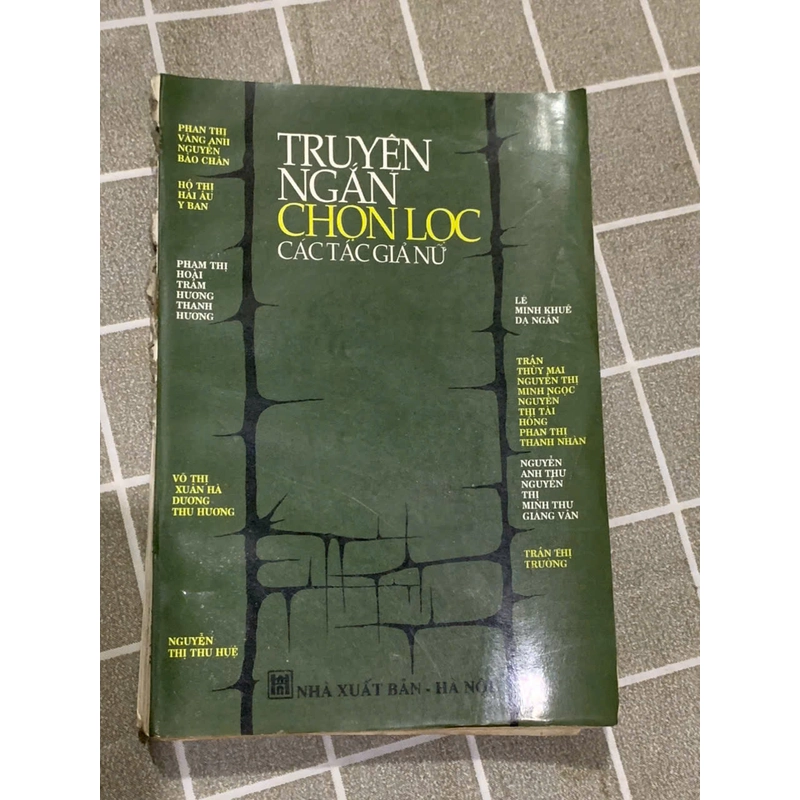 TRUYỆN
NGẮN
CHỌN LỌC
CÁC TÁC GIẢ NỮ
PHAN THỊ
VÀNG ANH
NGUYỄN
BẢO CHÂN
HỒ THỊ
HẢI ÂU
Y BAN
PHẠM THỊ
HOÀI
TRẦM
HƯƠNG
THANH
HƯƠNG
VÕ THỊ
XUÂN HÀ
DƯƠNG
THU HƯƠNG
NGUYỄN
THỊ THU HUỆ
LÊ
MINH KHUÊ
DẠ NGÂN
TRẦN
THÙY MAI
NGUYỄN THỊ
MINH NGỌC
NGUYỄN
THỊ TÀI
HỒNG
PHAN THỊ
THANH NHÀN
NGUYỄN
ANH THƯ
NGUYỄN
THỊ
MINH THƯ
GIÁNG VÂN
TRẦN THỊ
TRƯỜNG
NHÀ XUẤT BẢN - HÀ NỘI